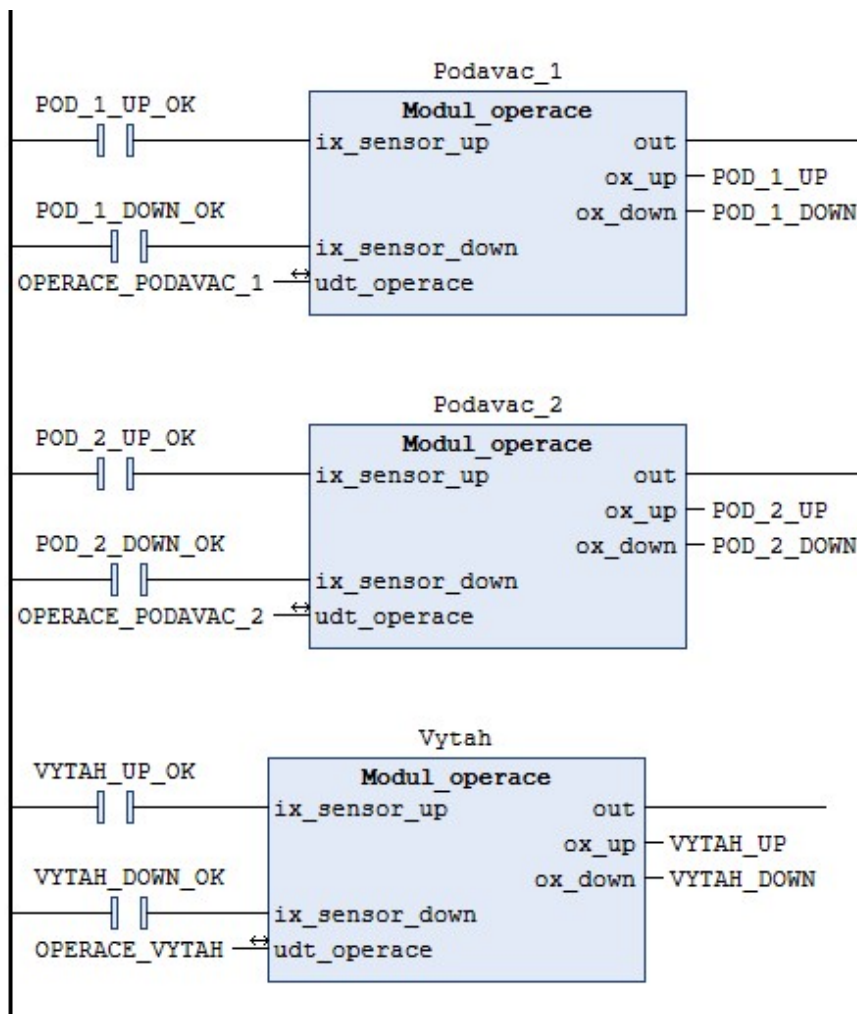 Podavac_1
POD_1_UP_OK
Modul_operace
ix_sensor_up out
ox_up POD_1_UP
POD_1_DOWN_OK
ox_down POD_1_DOWN
ix_sensor_down
OPERACE_PODAVAC_1 udt_operace
Podavac_2
POD_2_UP_OK
Modul_operace
ix_sensor_up out
ox_up POD_2_UP
POD_2_DOWN_OK
ox_down POD_2_DOWN
ix_sensor_down
OPERACE_PODAVAC_2 udt_operace
Vytah
VYTAH_UP_OK
Modul_operace
ix_sensor_up out
ox_up VYTAH_UP
VYTAH_DOWN_OK
ox_down VYTAH_DOWN
ix_sensor_down
OPERACE_VYTAH udt_operace